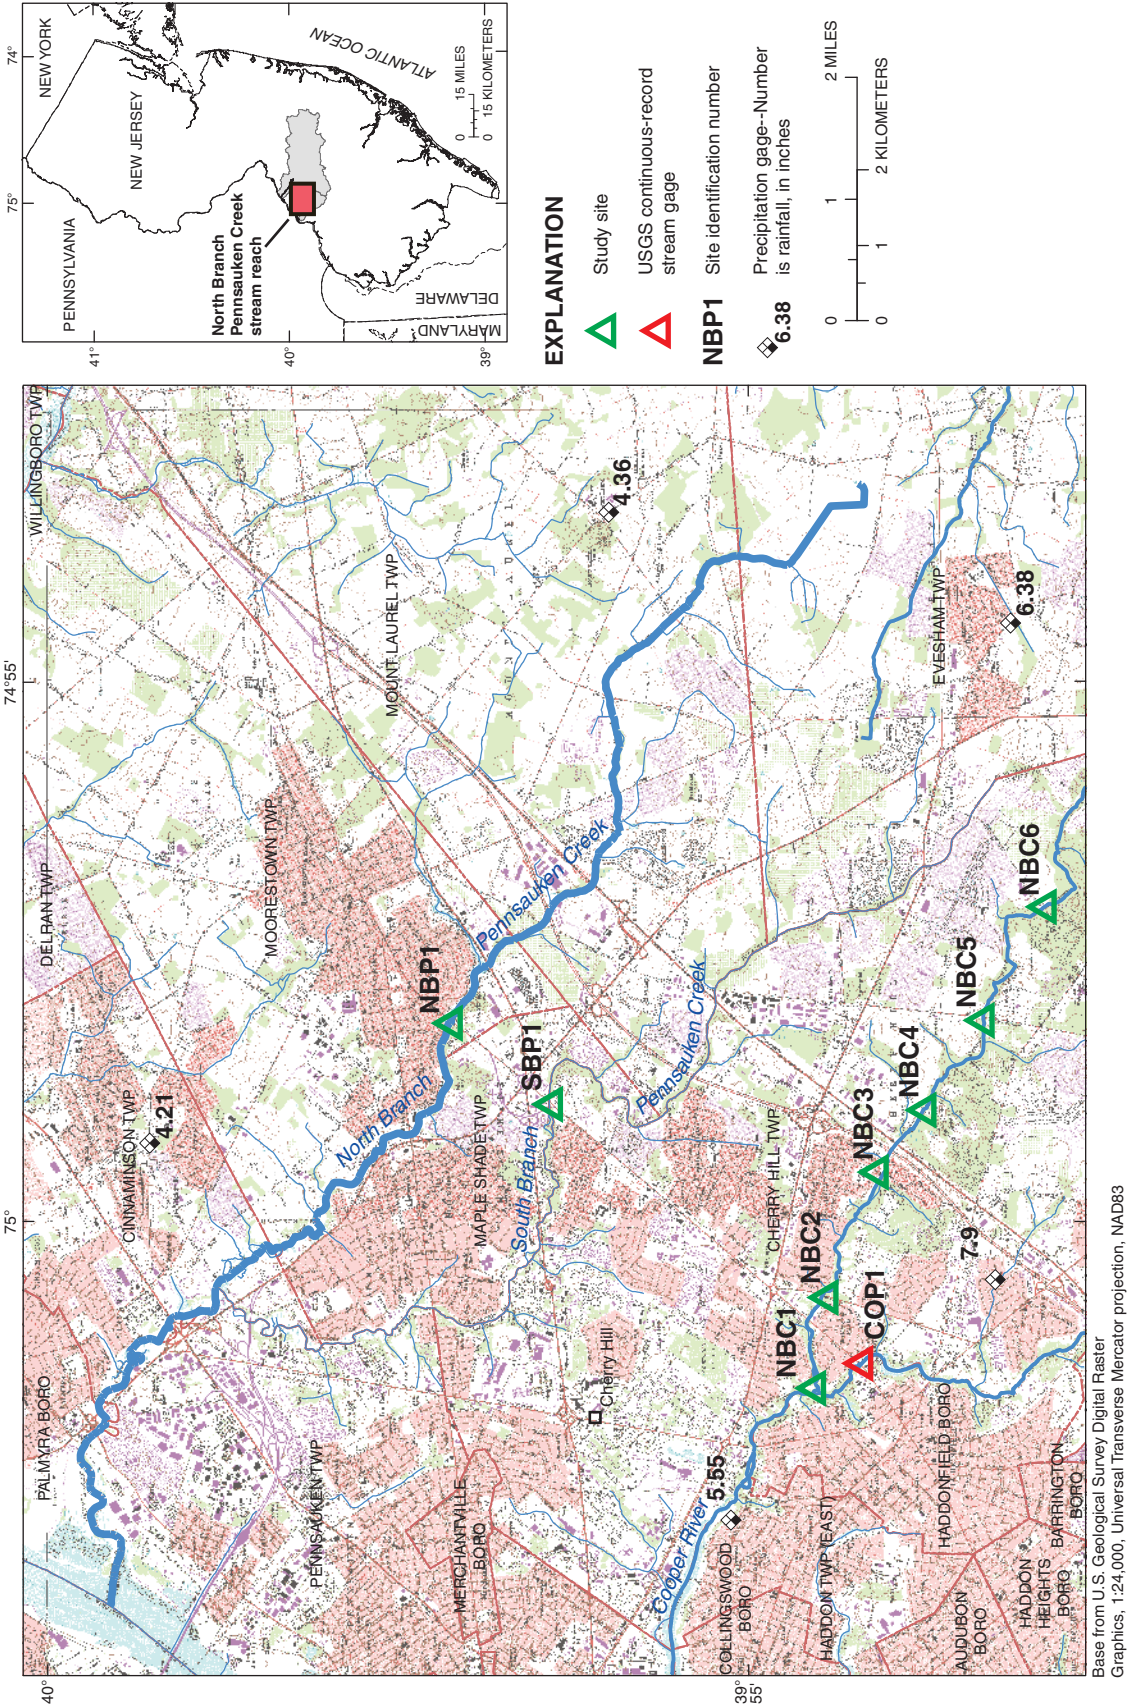 40°
39°
55'
75°
74°55'
PALMYRA BORO
CINNAMINSON TWP
4.21
DELRAN TWP
WILLINGBORO TWP
MOORESTOWN TWP
PENNSAUKEN TWP
North Branch
NBP1
Pennsauken Creek
MOUNT LAUREL TWP
MERCHANTVILLE
BORO
MAPLE SHADE TWP
South Branch
SBP1
4.36
Cherry Hill
Pennsauken Creek
Cooper River
5.55
CHERRY HILL TWP
COLLINGSWOOD
BORO
NBC1
NBC2
NBC3
NBC4
NBC5
NBC6
COP1
HADDON TWP (EAST)
HADDONFIELD BORO
7.9
EVESHAM TWP
6.38
AUDUBON
BORO
HADDON
HEIGHTS
BORO
BARRINGTON
BORO
Base from U.S. Geological Survey Digital Raster
Graphics, 1:24,000, Universal Transverse Mercator projection, NAD83
41°
40°
39°
75°
74°
PENNSYLVANIA
NEW YORK
NEW JERSEY
North Branch
Pennsauken Creek
stream reach
ATLANTIC OCEAN
MARYLAND
DELAWARE
0 15 MILES
0 15 KILOMETERS
EXPLANATION
Study site
USGS continuous-record
stream gage
NBP1 Site identification number
6.38 Precipitation gage--Number
is rainfall, in inches
0 1 2 MILES
0 1 2 KILOMETERS